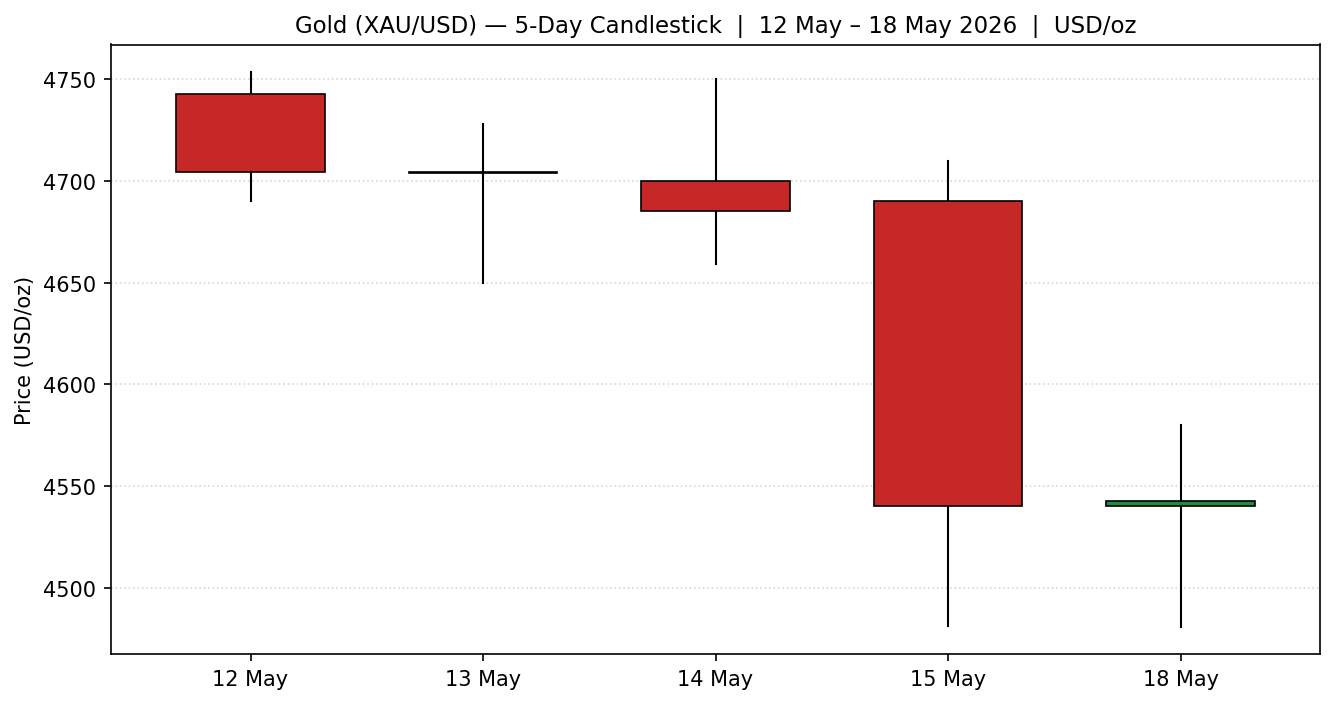 Gold (XAU/USD) — 5-Day Candlestick | 12 May – 18 May 2026 | USD/oz
Price (USD/oz)
4750
4700
4650
4600
4550
4500
12 May
13 May
14 May
15 May
18 May